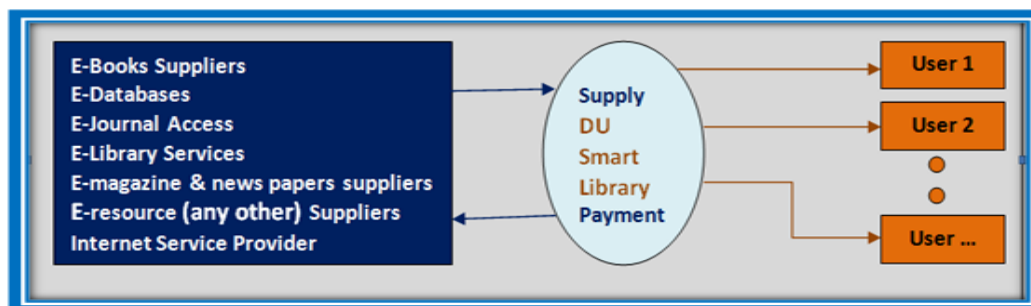 E-Books Suppliers
E-Databases
E-Journal Access
E-Library Services
E-magazine & news papers suppliers
E-resource (any other) Suppliers
Internet Service Provider
Supply
DU
Smart
Library
Payment
User 1
User 2
User ...